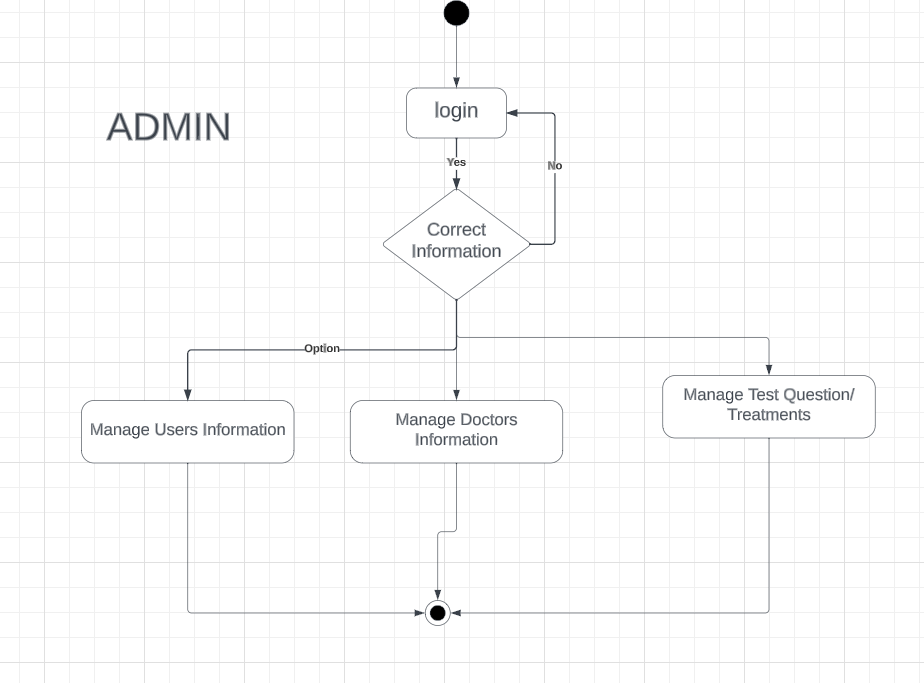 ADMIN
login
Yes
No
Correct
Information
Option
Manage Users Information
Manage Doctors
Information
Manage Test Question/
Treatments